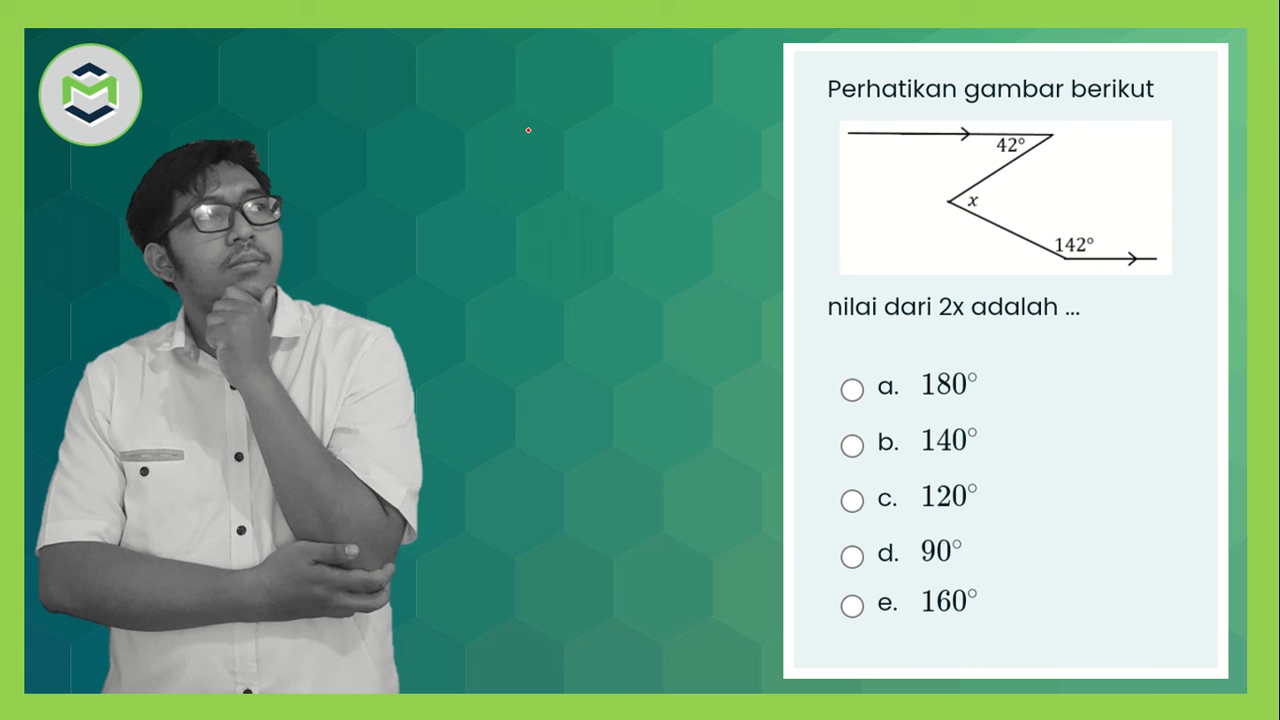 Perhatikan gambar berikut
42°
x
142°
nilai dari 2x adalah ...
a. 180°
b. 140°
c. 120°
d. 90°
e. 160°